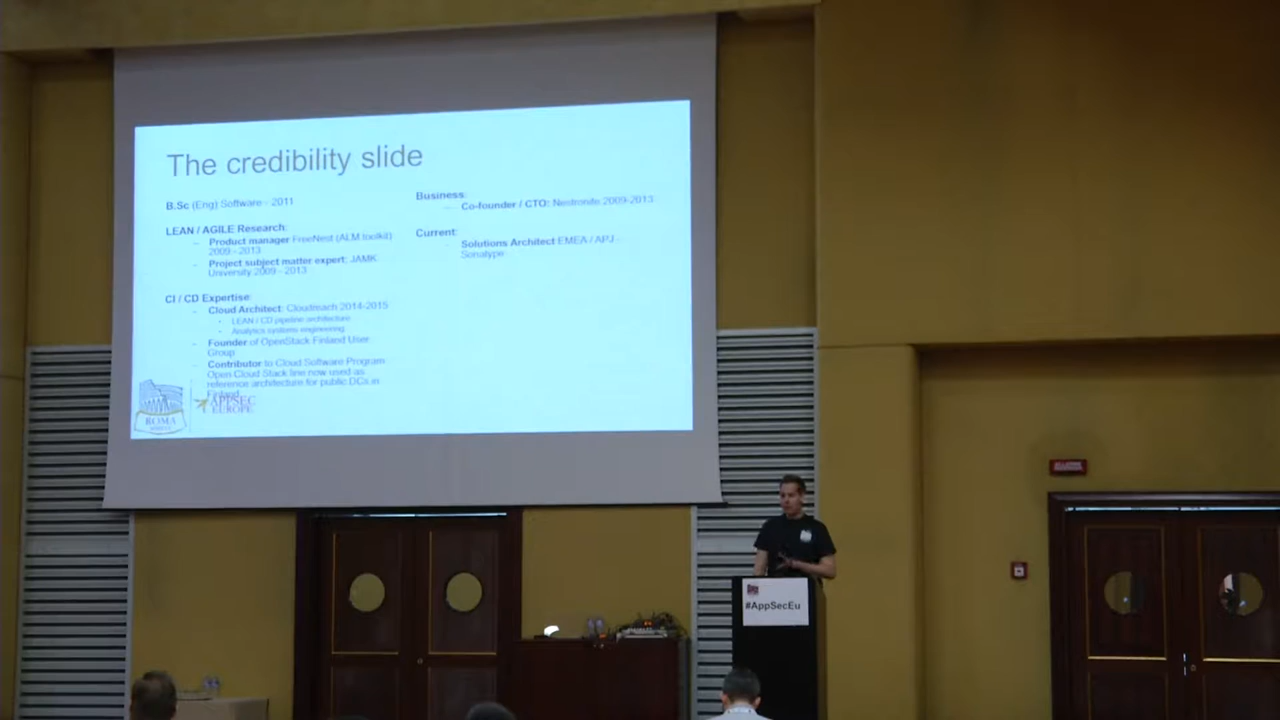 The credibility slide
B.Sc (Eng) Software - 2011
LEAN / AGILE Research:
– Product manager FreeNest (ALM toolkit)
2009 - 2013
– Project subject matter expert: JAMK
University 2009 - 2013
CI / CD Expertise
– Cloud Architect: Cloudreach 2014-2015
- LEAN / CD pipeline architecture
- Analytics systems engineering
– Founder of OpenStack Finland User
Group
– Contributor to Cloud Software Program
Open Cloud Stack line now used as
reference architecture for public DCs in
Finland
Business:
– Co-founder / CTO: Nestronite 2009-2013
Current:
- Solutions Architect EMEA / APJ -
Sonatype
ROMA
APPSEC
EUROPE
#AppSecEu